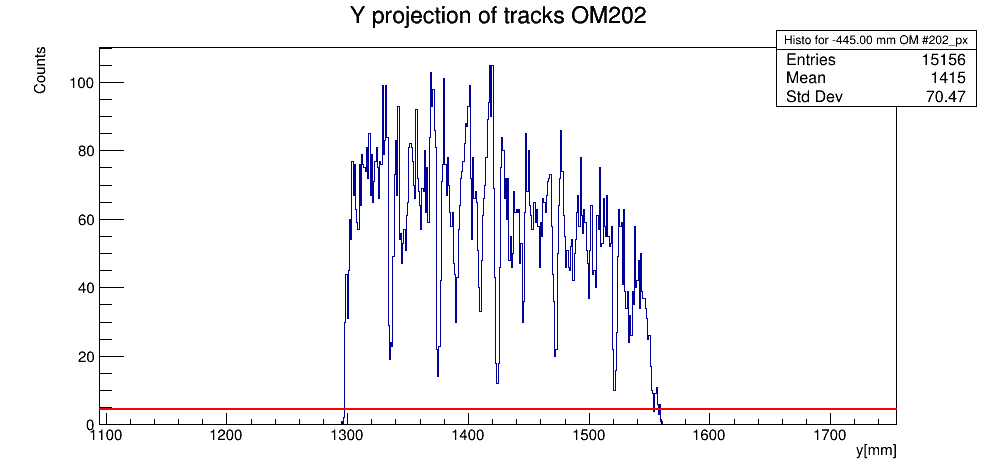 Y projection of tracks OM202
Histo for -445.00 mm OM #202_px
Entries 15156
Mean 1415
Std Dev 70.47
Counts
100
80
60
40
20
0
1100 1200 1300 1400 1500 1600 1700
y[mm]